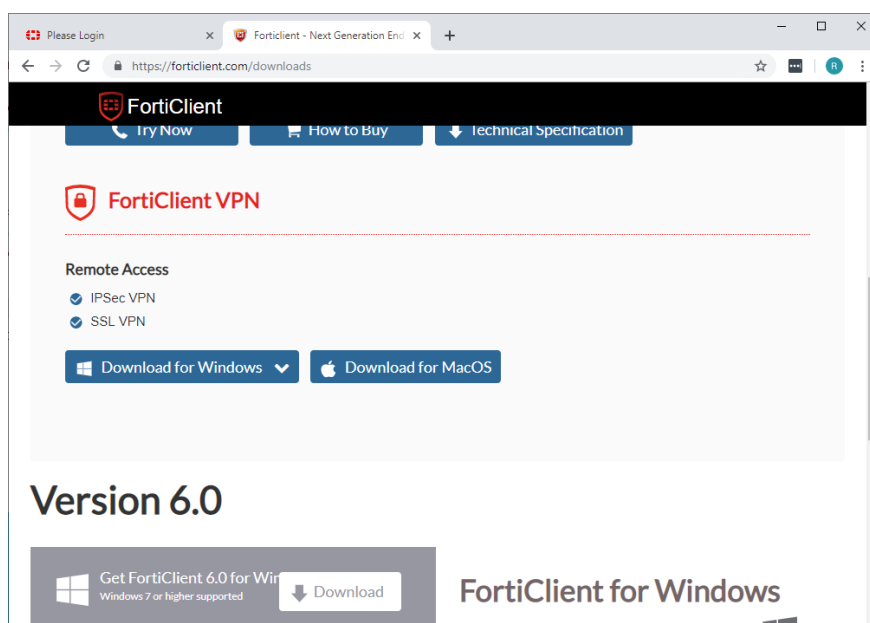 Please Login
Forticlient - Next Generation End
https://forticlient.com/downloads
R
FortiClient
Try Now
How to Buy
Technical Specification
FortiClient VPN
Remote Access
IPSec VPN
SSL VPN
Download for Windows
Download for MacOS
Version 6.0
Get FortiClient 6.0 for Win
Windows 7 or higher supported
Download
FortiClient for Windows